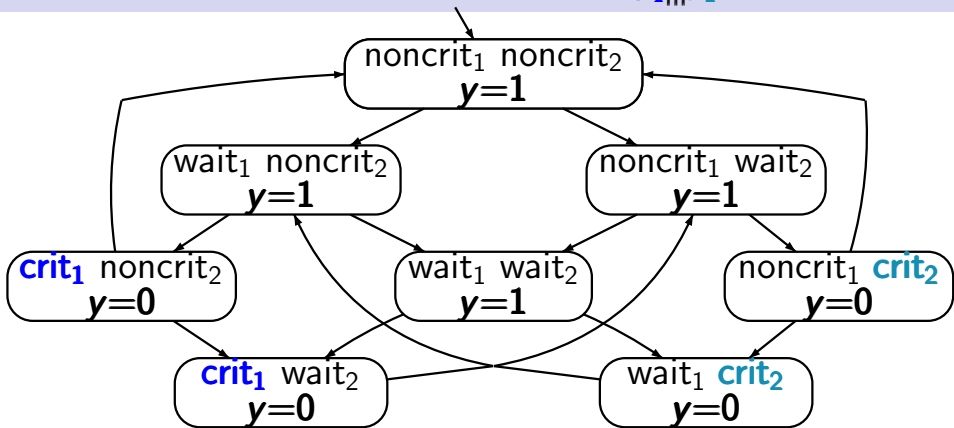 noncrit₁ noncrit₂
y=1
wait₁ noncrit₂
y=1
noncrit₁ wait₂
y=1
crit₁ noncrit₂
y=0
wait₁ wait₂
y=1
noncrit₁ crit₂
y=0
crit₁ wait₂
y=0
wait₁ crit₂
y=0